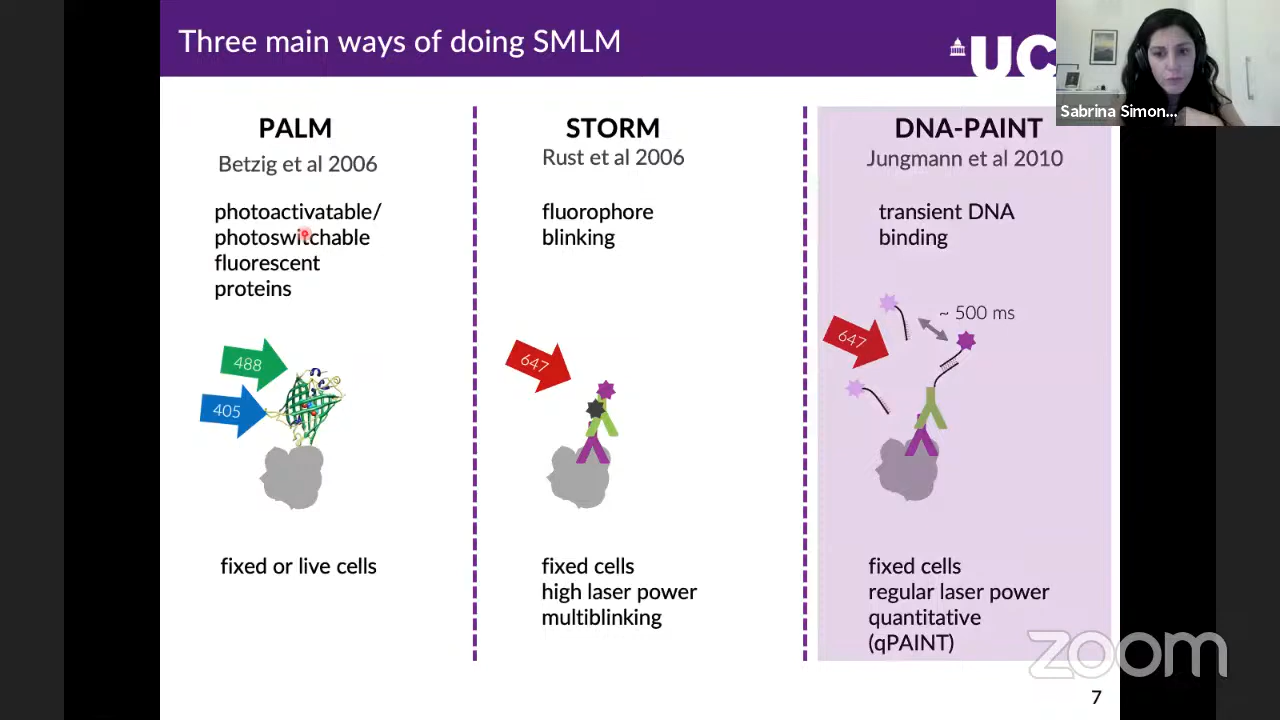 Three main ways of doing SMLM
UC
Sabrina Simon...
PALM
Betzig et al 2006
photoactivatable/
photoswitchable
fluorescent
proteins
488
405
fixed or live cells
STORM
Rust et al 2006
fluorophore
blinking
647
fixed cells
high laser power
multiblinking
DNA-PAINT
Jungmann et al 2010
transient DNA
binding
~ 500 ms
647
fixed cells
regular laser power
quantitative
(qPAINT)
zoom
7